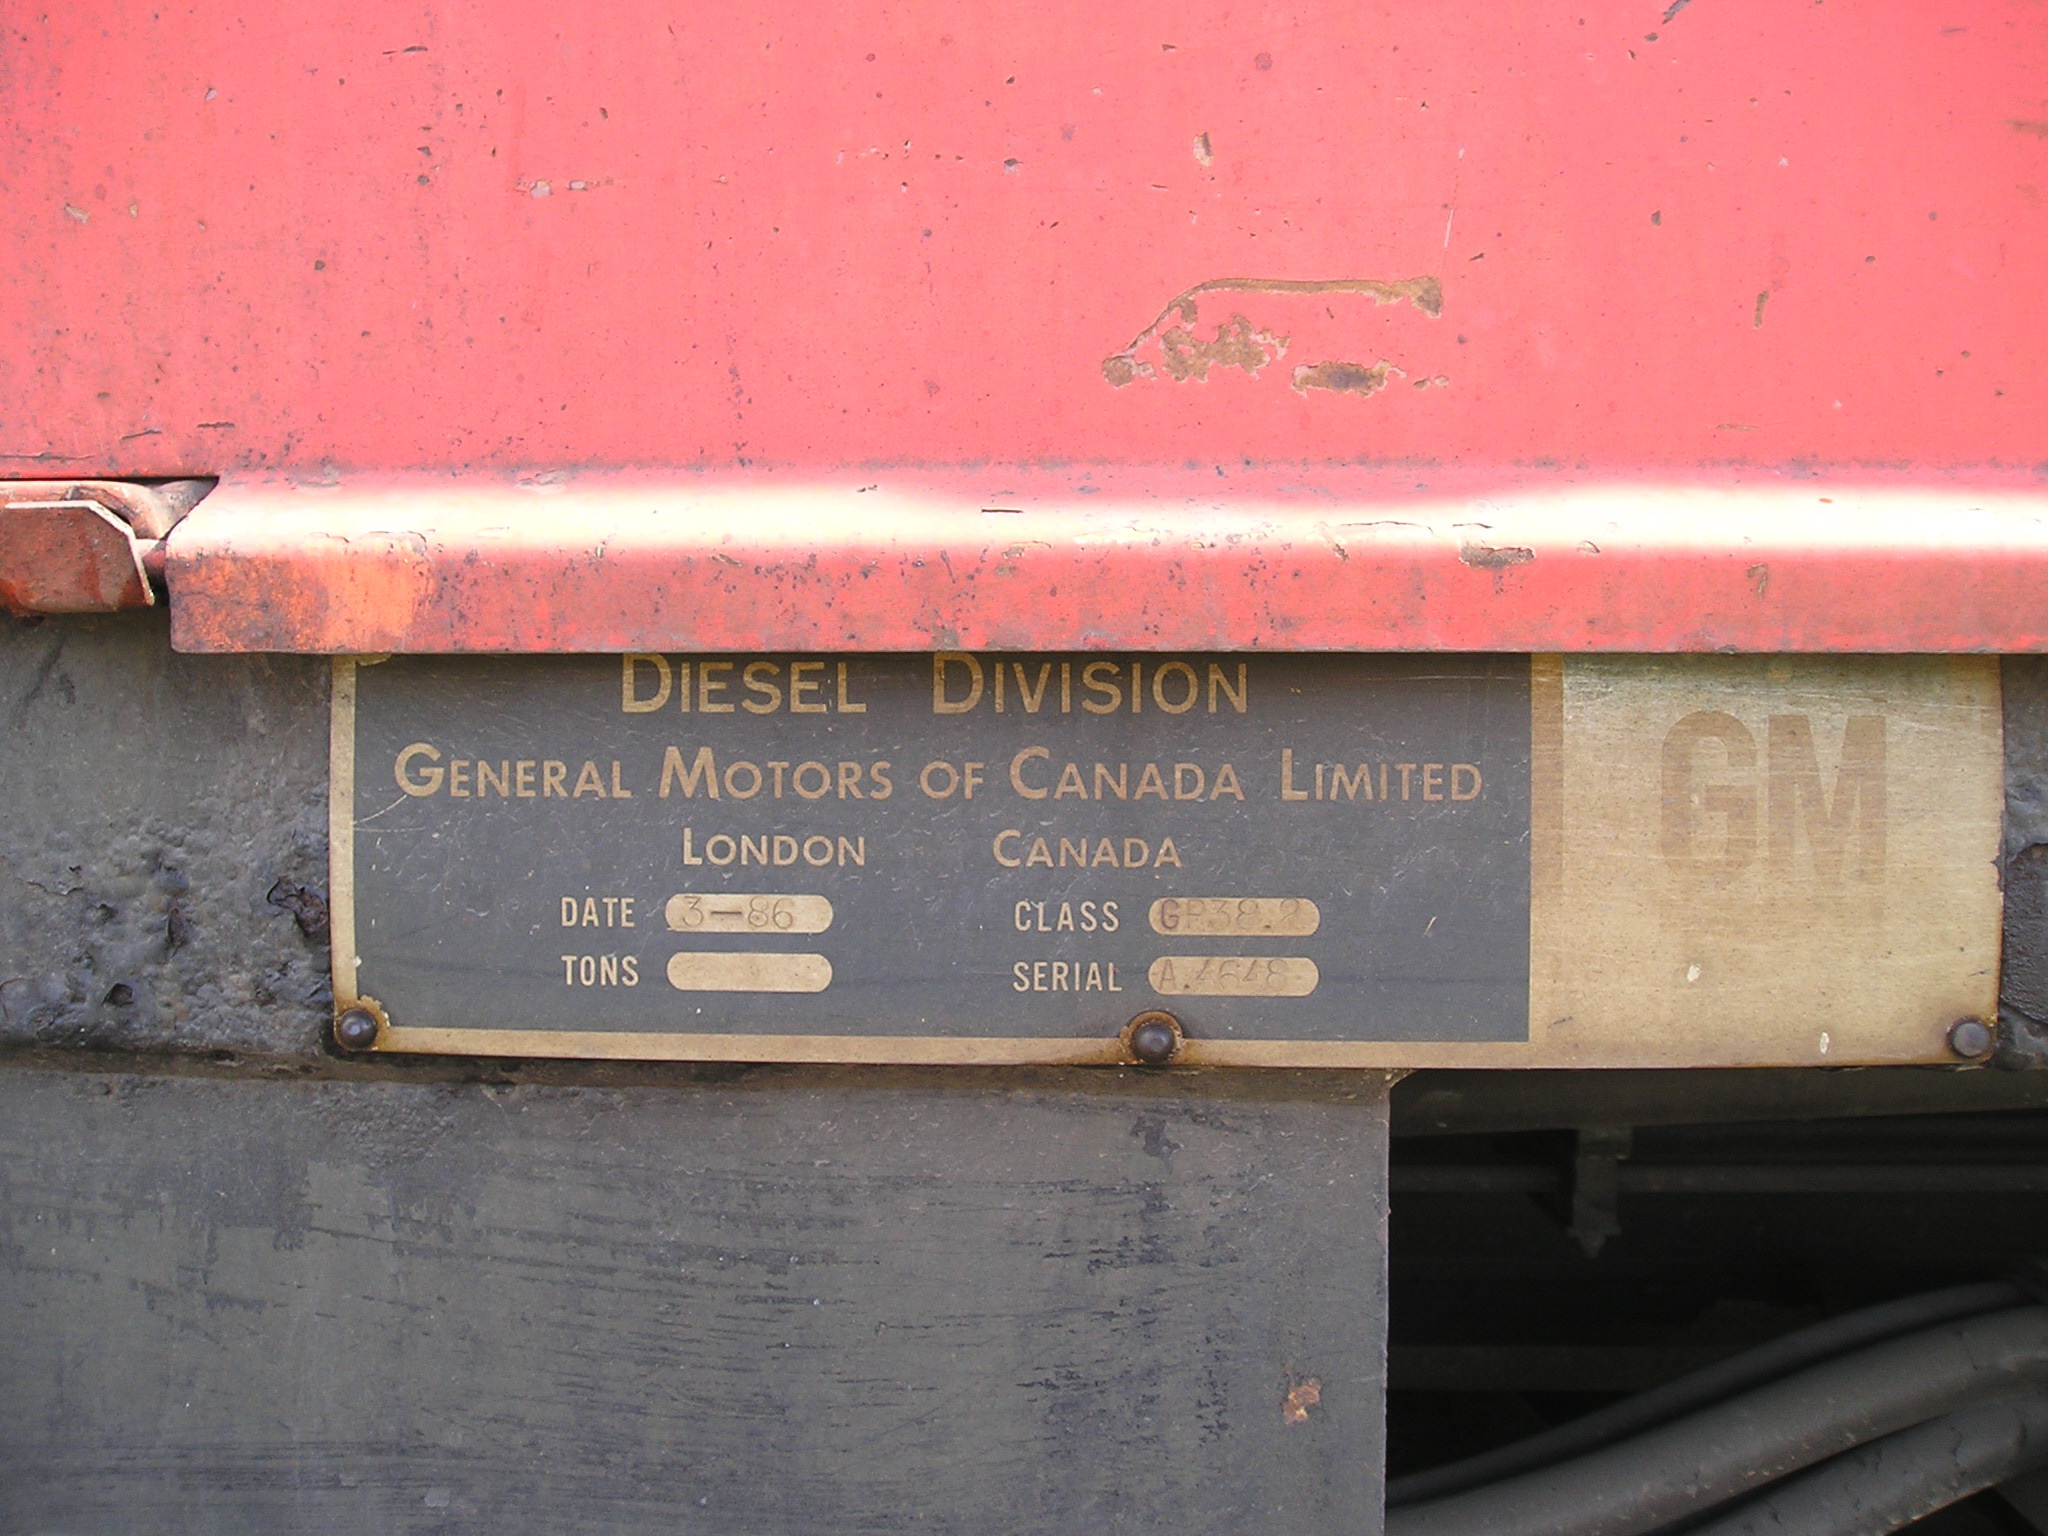 DIESEL DIVISION
GENERAL MOTORS OF CANADA LIMITED
LONDON CANADA
DATE 3-86 CLASS GP38.2
TONS SERIAL A.4648
GM